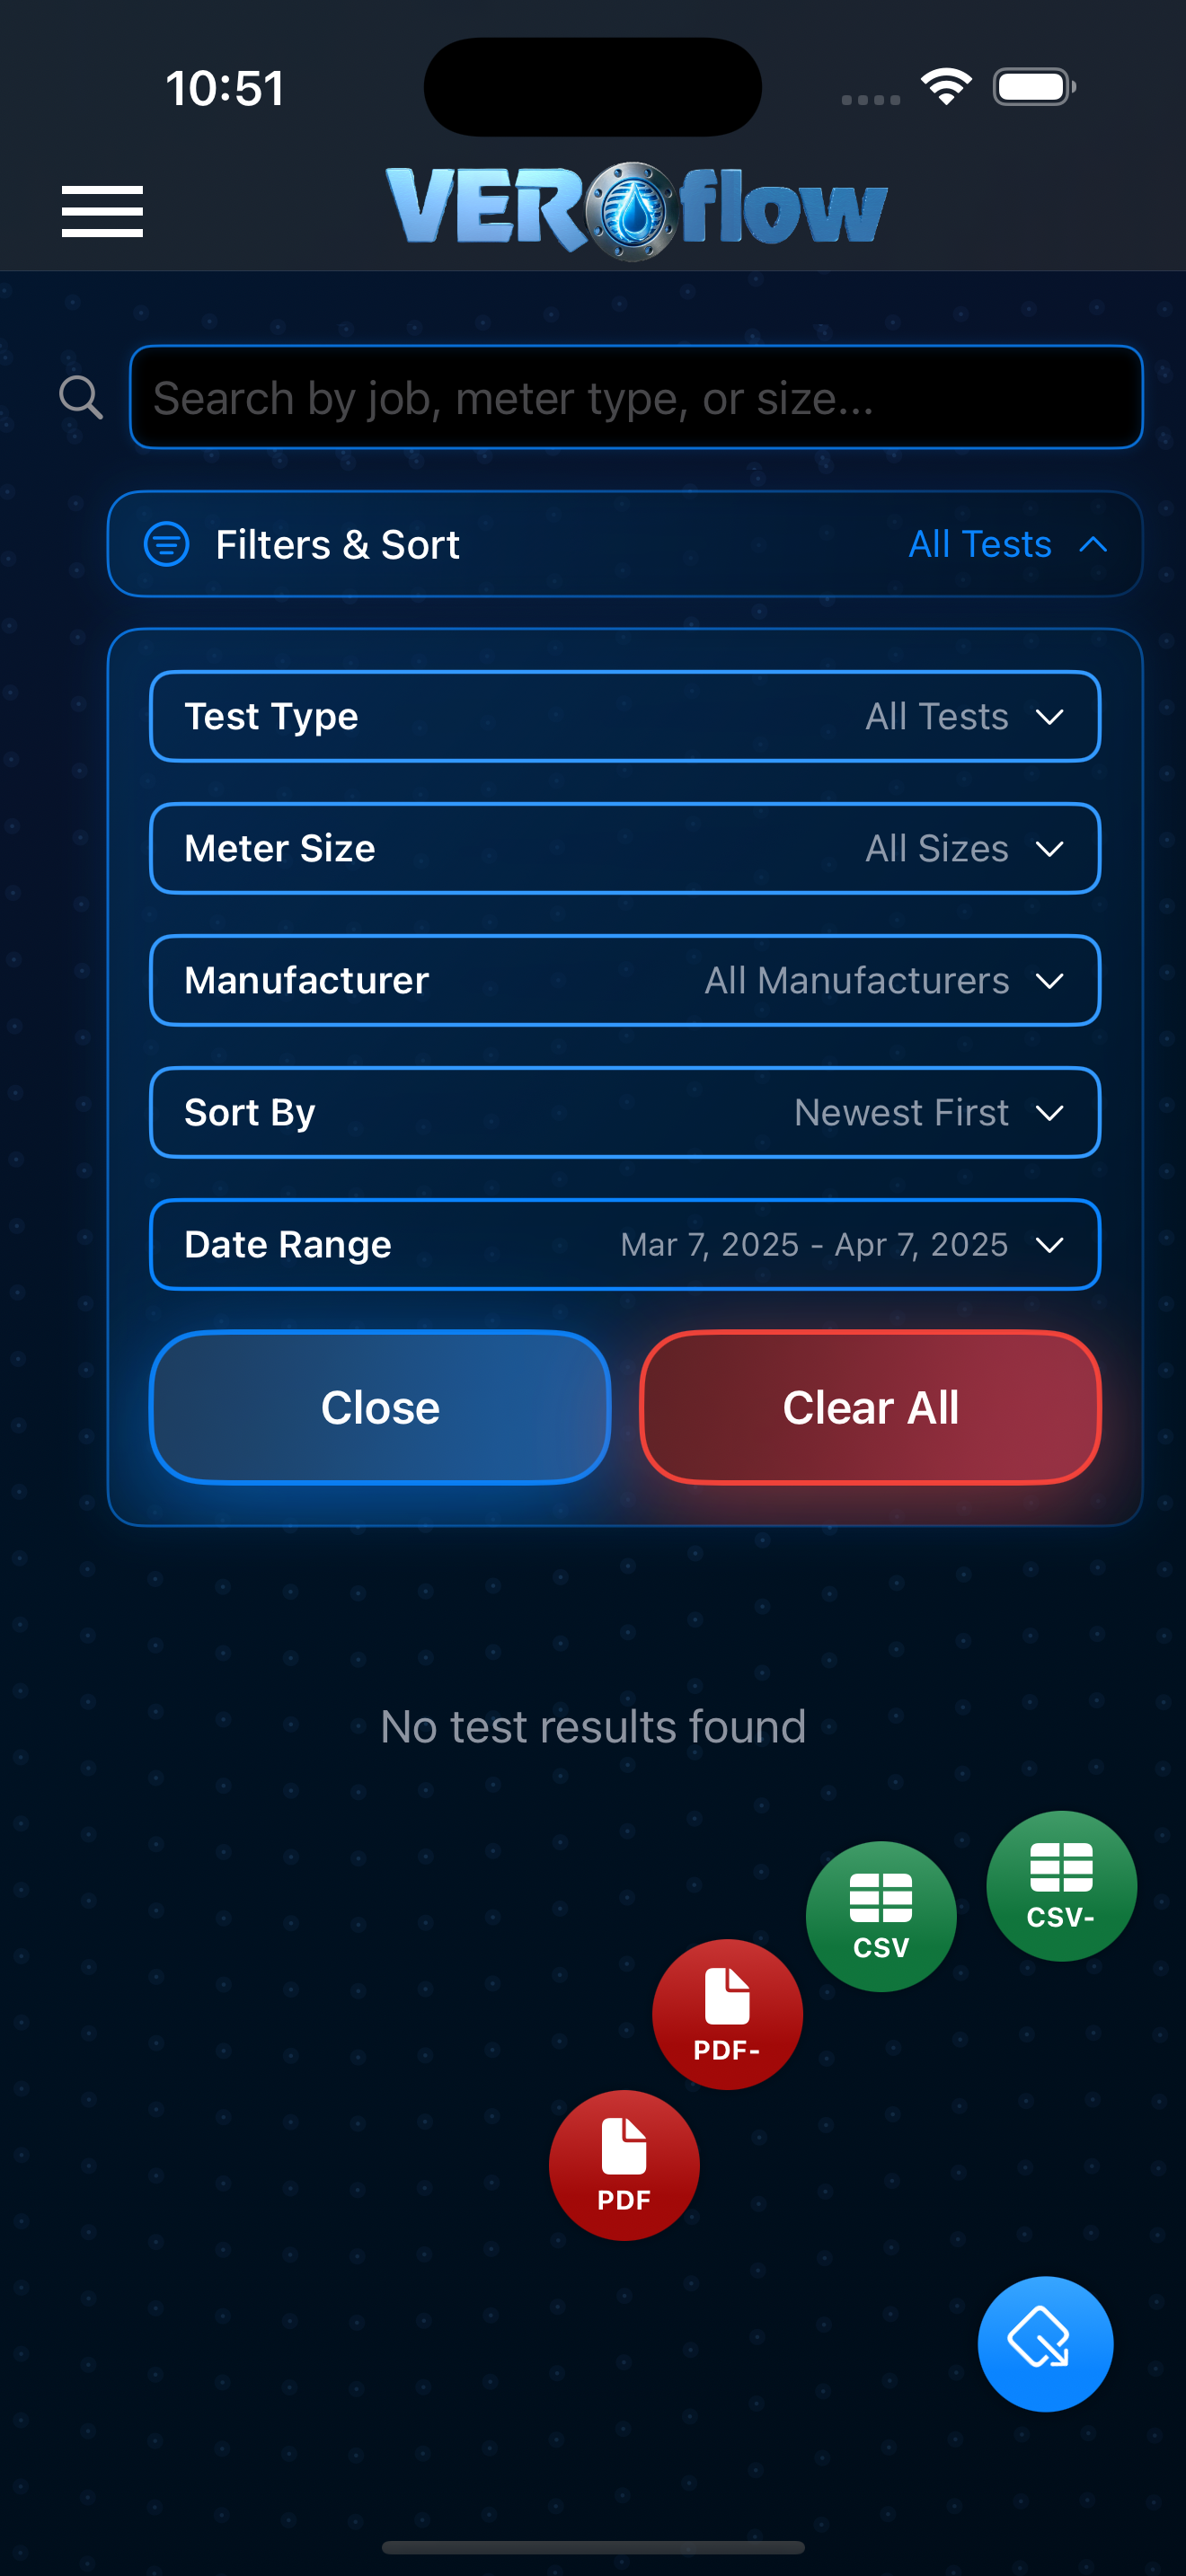 10:51
VEROflow
Search by job, meter type, or size...
Filters & Sort All Tests
Test Type All Tests
Meter Size All Sizes
Manufacturer All Manufacturers
Sort By Newest First
Date Range Mar 7, 2025 - Apr 7, 2025
Close Clear All
No test results found
CSV-
CSV
PDF-
PDF